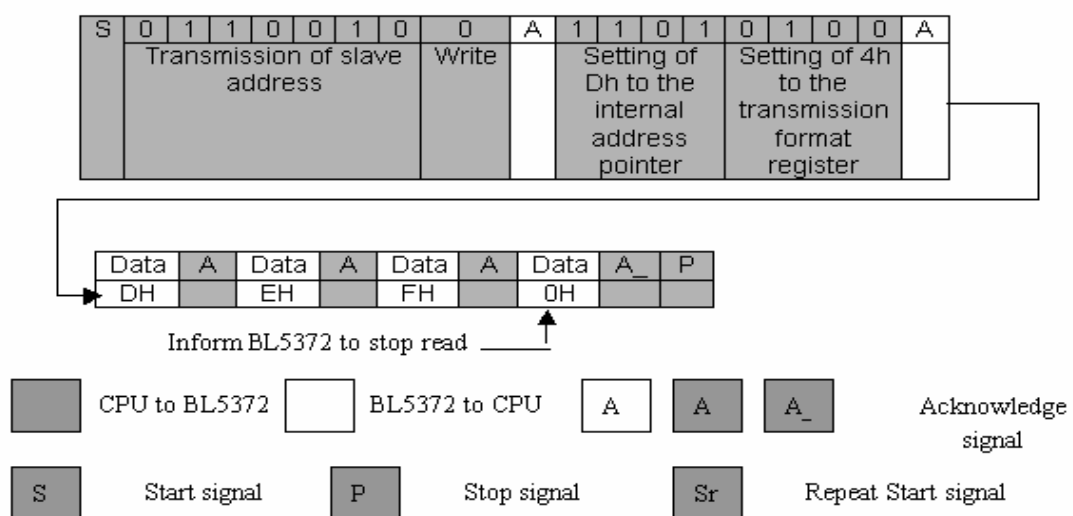 S 0 1 1 0 0 1 0 0 A 1 1 0 1 0 1 0 0 A
Transmission of slave Write Setting of Setting of 4h
address Dh to the to the
internal transmission
address format
pointer register
Data A Data A Data A Data A_ P
DH EH FH 0H
Inform BL5372 to stop read
CPU to BL5372 BL5372 to CPU A A A_ Acknowledge
signal
S Start signal P Stop signal Sr Repeat Start signal